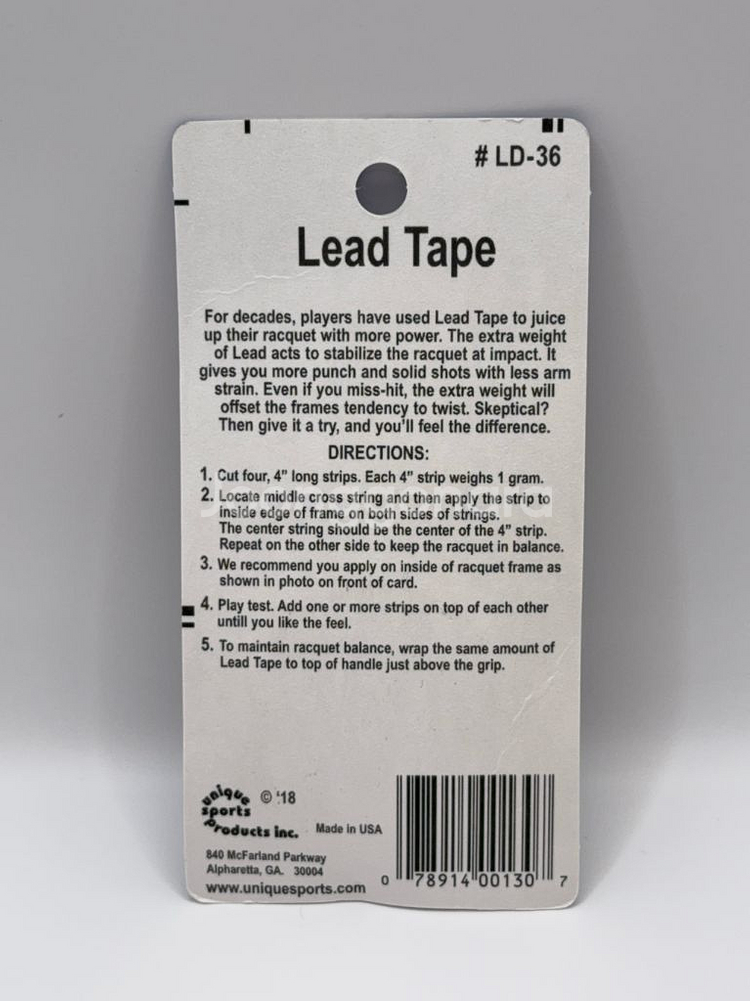 # LD-36
Lead Tape
For decades, players have used Lead Tape to juice
up their racquet with more power. The extra weight
of Lead acts to stabilize the racquet at impact. It
gives you more punch and solid shots with less arm
strain. Even if you miss-hit, the extra weight will
offset the frames tendency to twist. Skeptical?
Then give it a try, and you'll feel the difference.
DIRECTIONS:
1. Cut four, 4" long strips. Each 4" strip weighs 1 gram.
2. Locate middle cross string and then apply the strip to
inside edge of frame on both sides of strings.
The center string should be the center of the 4" strip.
Repeat on the other side to keep the racquet in balance.
3. We recommend you apply on inside of racquet frame as
shown in photo on front of card.
4. Play test. Add one or more strips on top of each other
untill you like the feel.
5. To maintain racquet balance, wrap the same amount of
Lead Tape to top of handle just above the grip.
unique
sports
Products inc.
© '18
Made in USA
840 McFarland Parkway
Alpharetta, GA. 30004
www.uniquesports.com
0 78914 00130 7